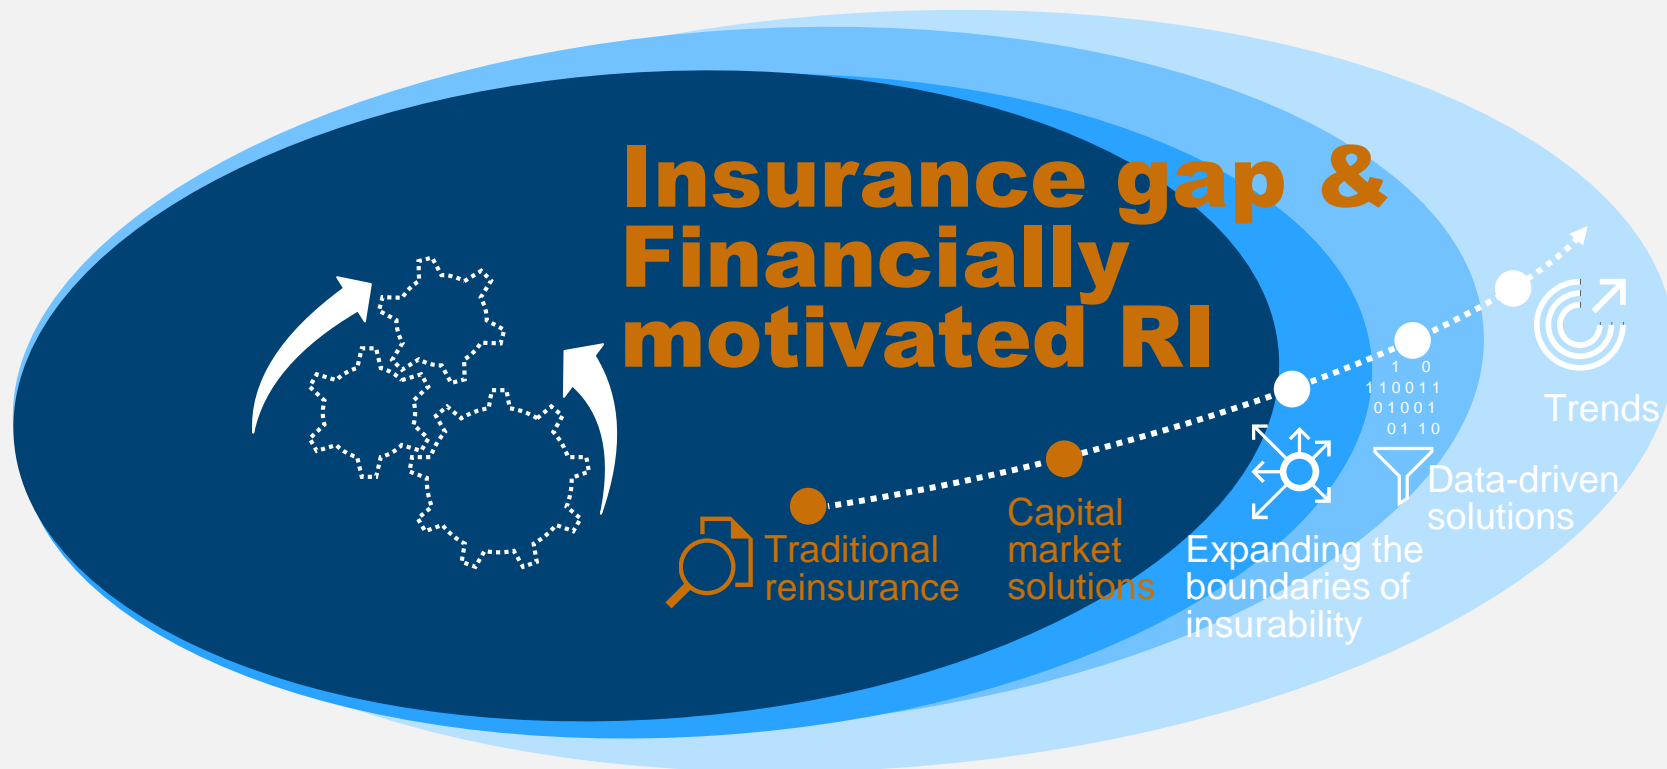 Insurance gap &
Financially
motivated RI
Traditional
reinsurance
Capital
market
solutions
Expanding the
boundaries of
insurability
1 0
110011
01001
01 10
Data-driven
solutions
Trends